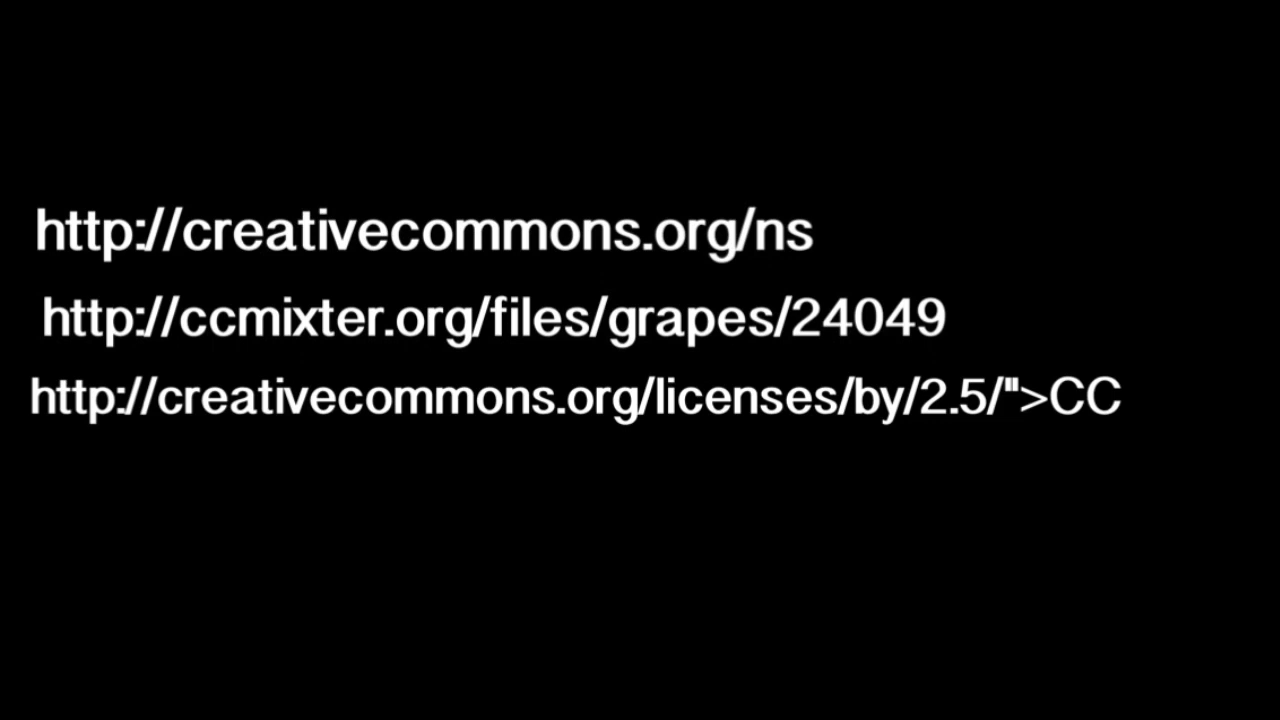 http://creativecommons.org/ns
http://ccmixter.org/files/grapes/24049
http://creativecommons.org/licenses/by/2.5/">CC